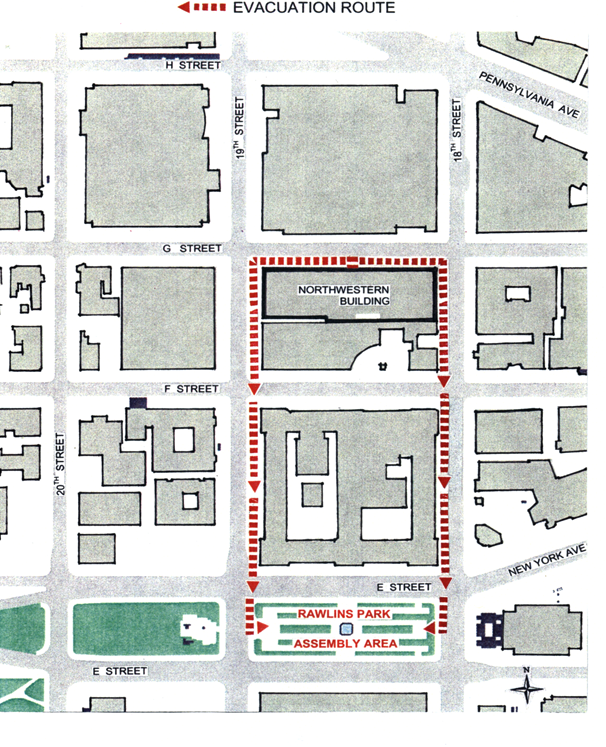 EVACUATION ROUTE
H STREET
PENNSYLVANIA AVE
19TH STREET
18TH STREET
G STREET
NORTHWESTERN
BUILDING
F STREET
20TH STREET
NEW YORK AVE
E STREET
RAWLINS PARK
ASSEMBLY AREA
E STREET
N